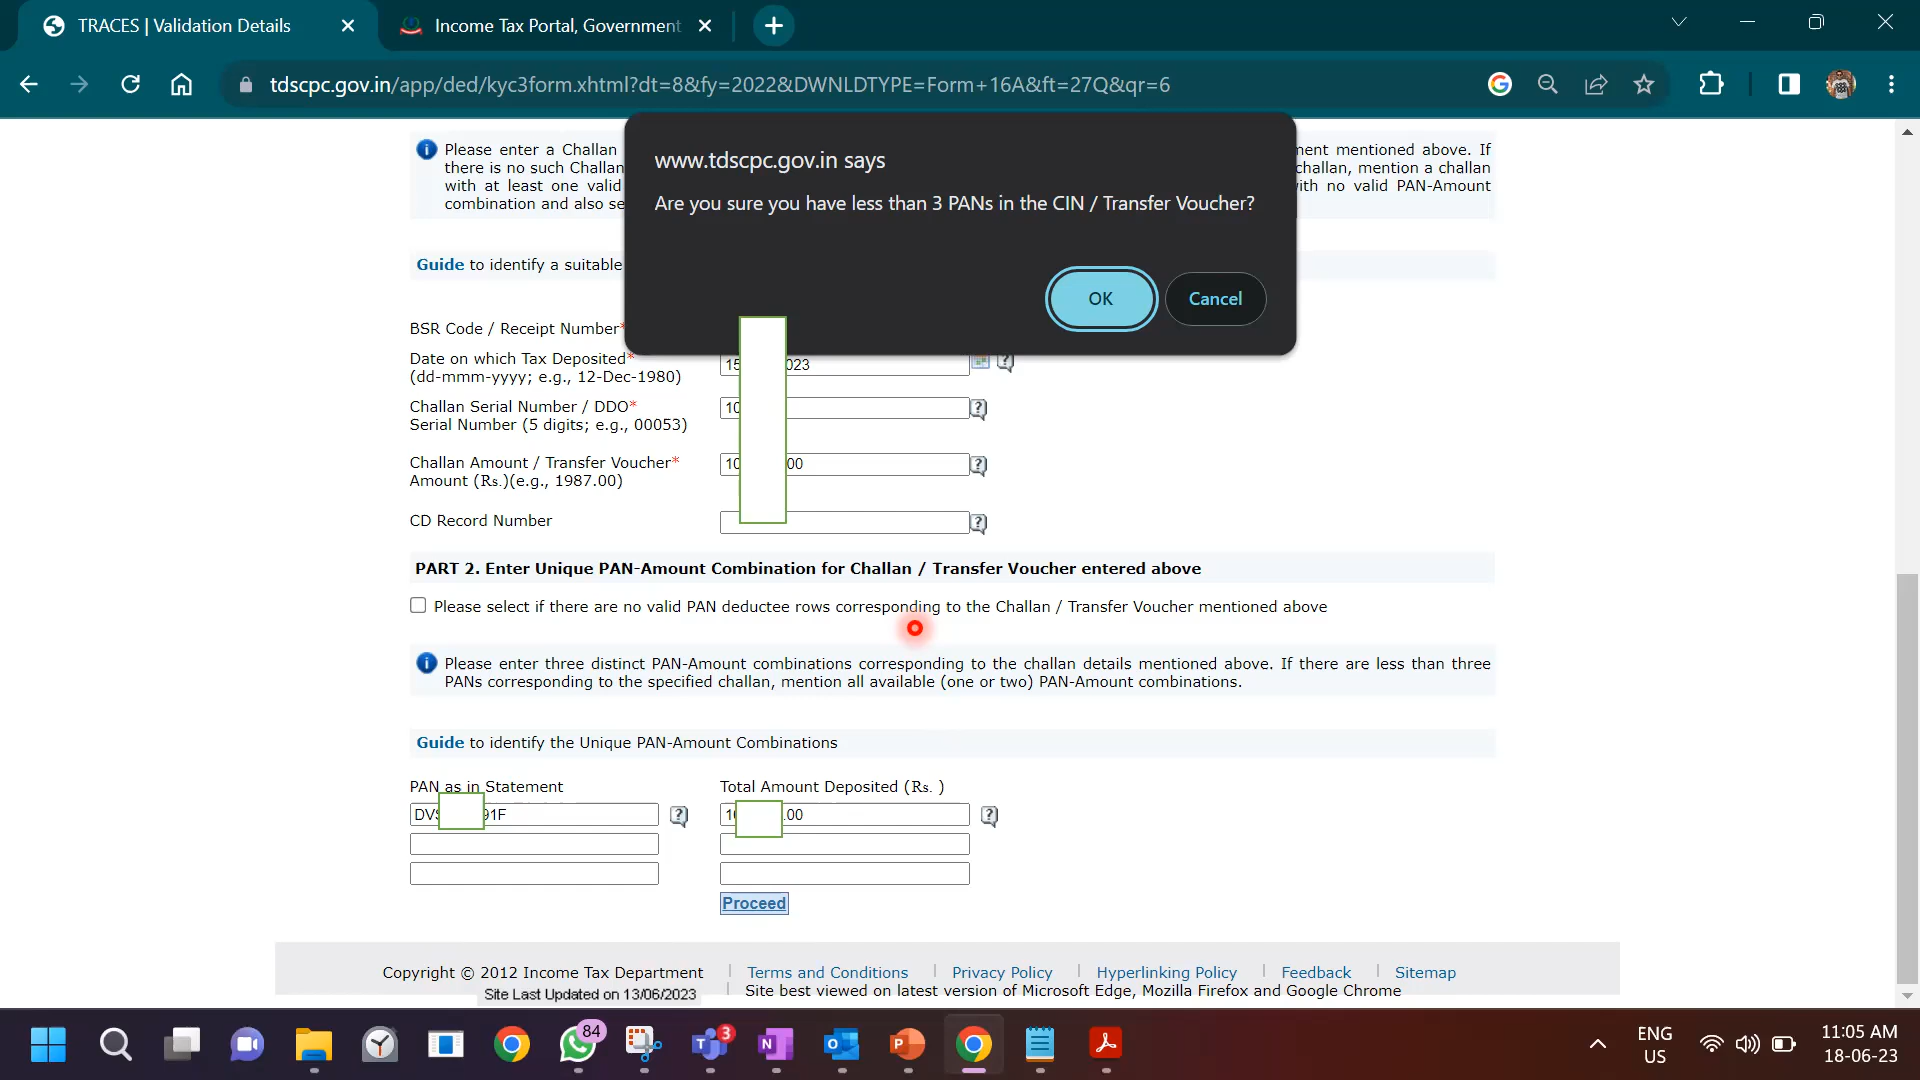 TRACES | Validation Details
Income Tax Portal, Government
tdscpc.gov.in/app/ded/kyc3form.xhtml?dt=8&fy=2022&DWNLDTYPE=Form+16A&ft=27Q&qr=6
www.tdscpc.gov.in says
Are you sure you have less than 3 PANs in the CIN / Transfer Voucher?
OK
Cancel
Please enter a Challan
ment mentioned above. If
there is no such Challan
challan, mention a challan
with at least one valid
with no valid PAN-Amount
combination and also se
Guide to identify a suitable
BSR Code / Receipt Number*
Date on which Tax Deposited*
(dd-mmm-yyyy; e.g., 12-Dec-1980)
15
023
Challan Serial Number / DDO*
Serial Number (5 digits; e.g., 00053)
10
Challan Amount / Transfer Voucher*
Amount (Rs.)(e.g., 1987.00)
10
00
CD Record Number
PART 2. Enter Unique PAN-Amount Combination for Challan / Transfer Voucher entered above
Please select if there are no valid PAN deductee rows corresponding to the Challan / Transfer Voucher mentioned above
Please enter three distinct PAN-Amount combinations corresponding to the challan details mentioned above. If there are less than three
PANs corresponding to the specified challan, mention all available (one or two) PAN-Amount combinations.
Guide to identify the Unique PAN-Amount Combinations
PAN as in Statement
Total Amount Deposited (Rs. )
DVS
91F
10
.00
Proceed
Copyright © 2012 Income Tax Department
Terms and Conditions
Privacy Policy
Hyperlinking Policy
Feedback
Sitemap
Site Last Updated on 13/06/2023
Site best viewed on latest version of Microsoft Edge, Mozilla Firefox and Google Chrome
84
3
ENG
US
11:05 AM
18-06-23